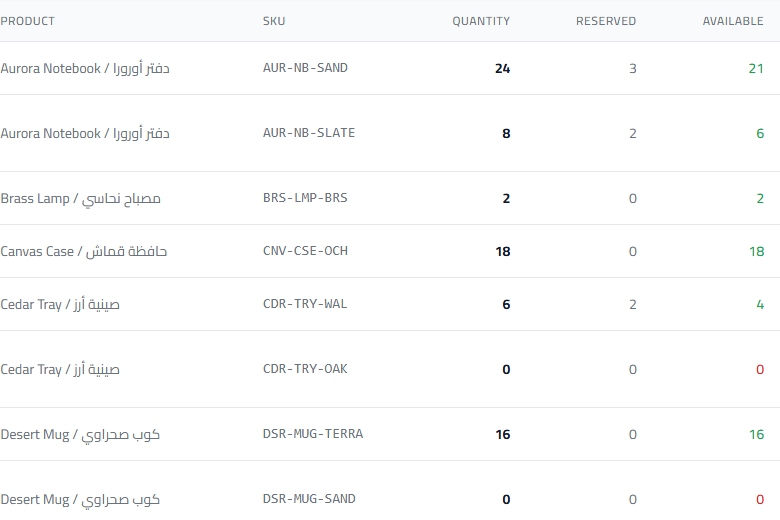 PRODUCT SKU QUANTITY RESERVED AVAILABLE
Aurora Notebook / دفتر أورورا AUR-NB-SAND 24 3 21
Aurora Notebook / دفتر أورورا AUR-NB-SLATE 8 2 6
Brass Lamp / مصباح نحاسي BRS-LMP-BRS 2 0 2
Canvas Case / حافظة قماش CNV-CSE-OCH 18 0 18
Cedar Tray / صينية أرز CDR-TRY-WAL 6 2 4
Cedar Tray / صينية أرز CDR-TRY-OAK 0 0 0
Desert Mug / كوب صحراوي DSR-MUG-TERRA 16 0 16
Desert Mug / كوب صحراوي DSR-MUG-SAND 0 0 0